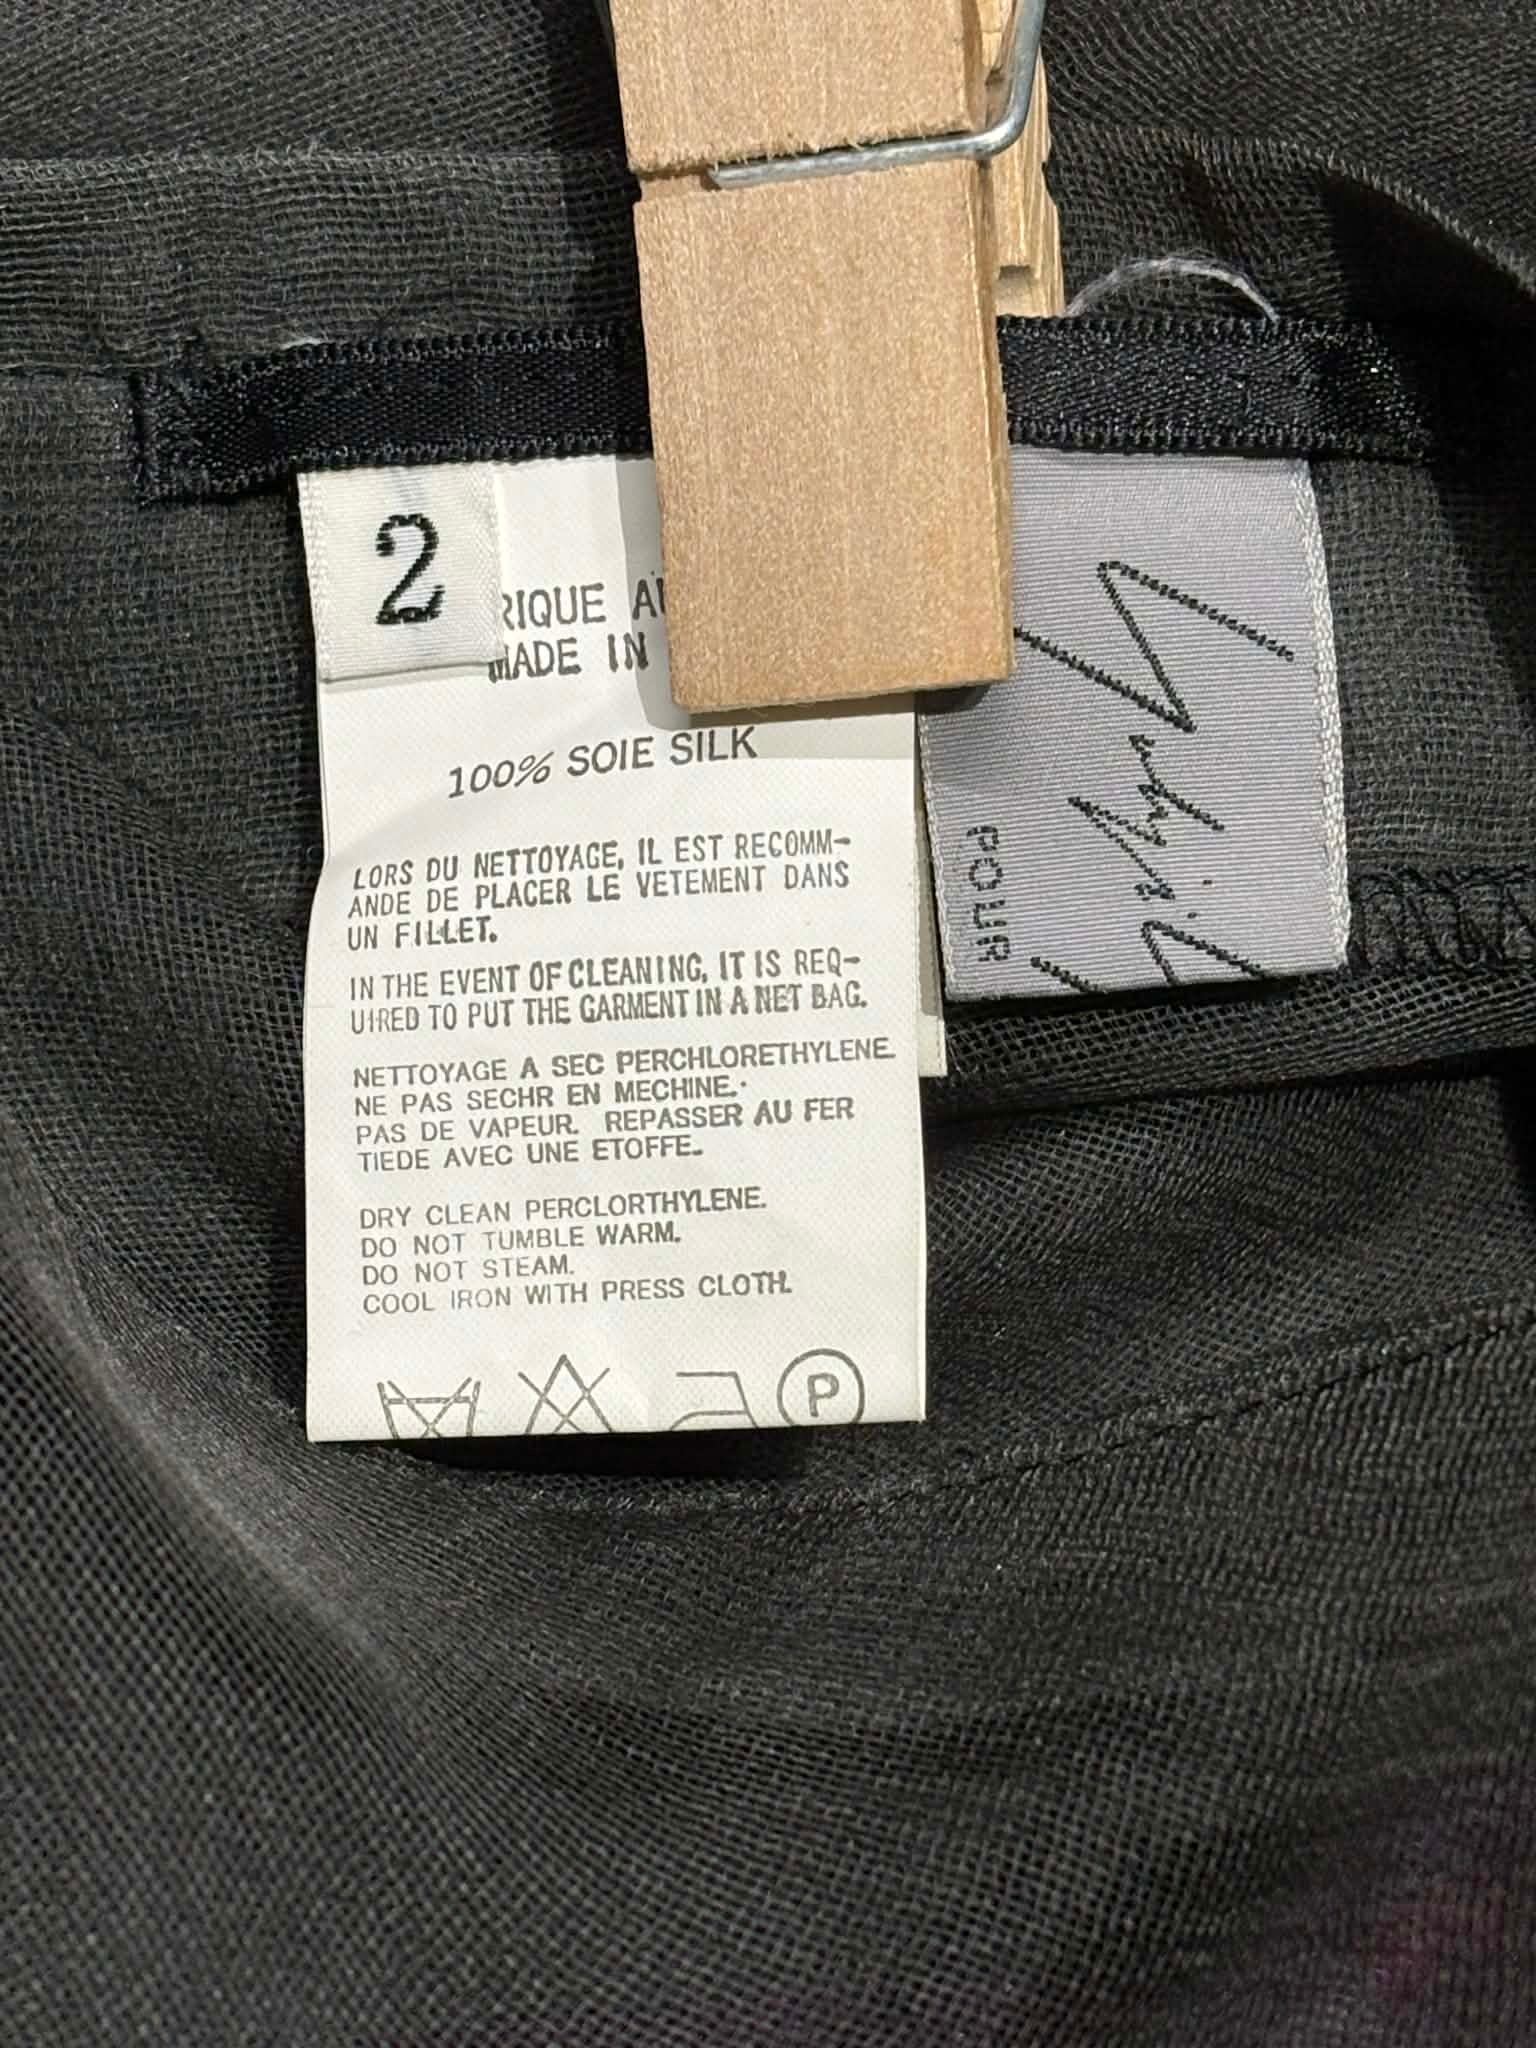 2
RIQUE AU
MADE IN
100% SOIE SILK
LORS DU NETTOYAGE, IL EST RECOMM-
ANDE DE PLACER LE VETEMENT DANS
UN FILLET.
IN THE EVENT OF CLEANING, IT IS REQ-
UIRED TO PUT THE GARMENT IN A NET BAG.
NETTOYAGE A SEC PERCHLORETHYLENE.
NE PAS SECHR EN MECHINE.
PAS DE VAPEUR. REPASSER AU FER
TIEDE AVEC UNE ETOFFE.
DRY CLEAN PERCLORTHYLENE.
DO NOT TUMBLE WARM.
DO NOT STEAM.
COOL IRON WITH PRESS CLOTH.
P
POUR